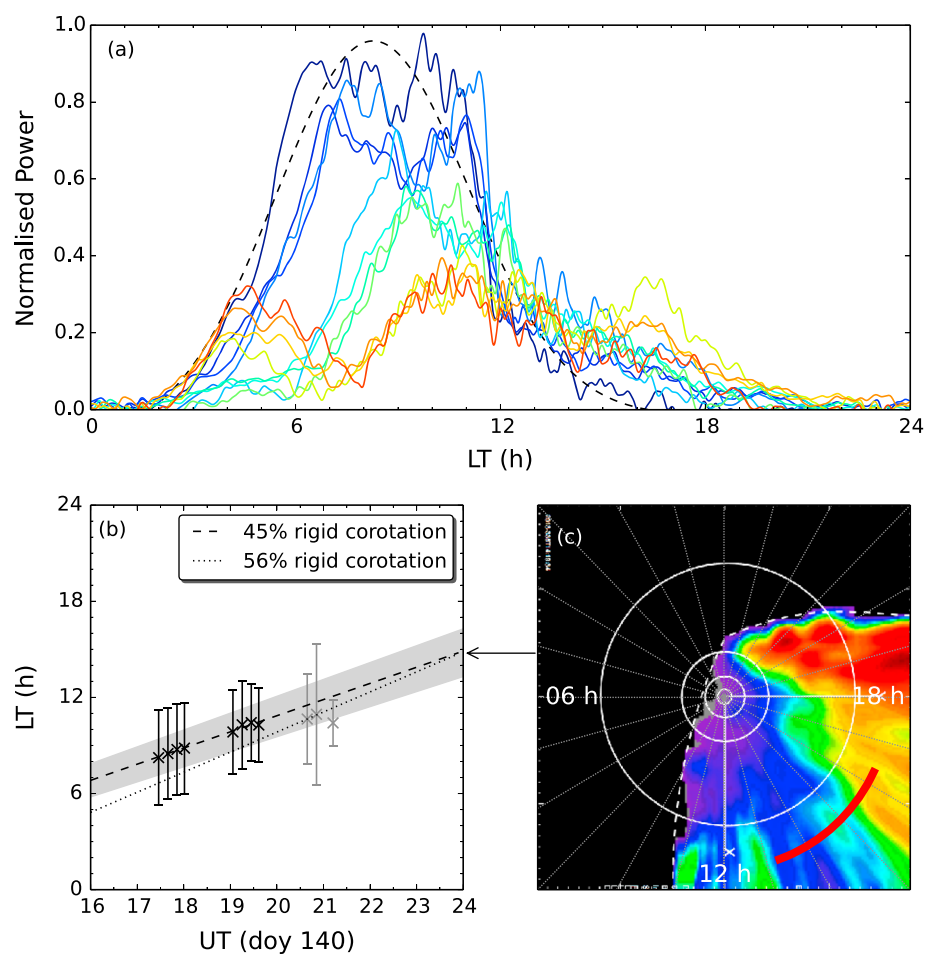 (a)
1.0
0.8
0.6
0.4
0.2
0.0
Normalised Power
0 6 12 18 24
LT (h)
(b)
24
18
12
6
0
LT (h)
45% rigid corotation
56% rigid corotation
16 17 18 19 20 21 22 23 24
UT (doy 140)
(c)
06 h
18 h
12 h